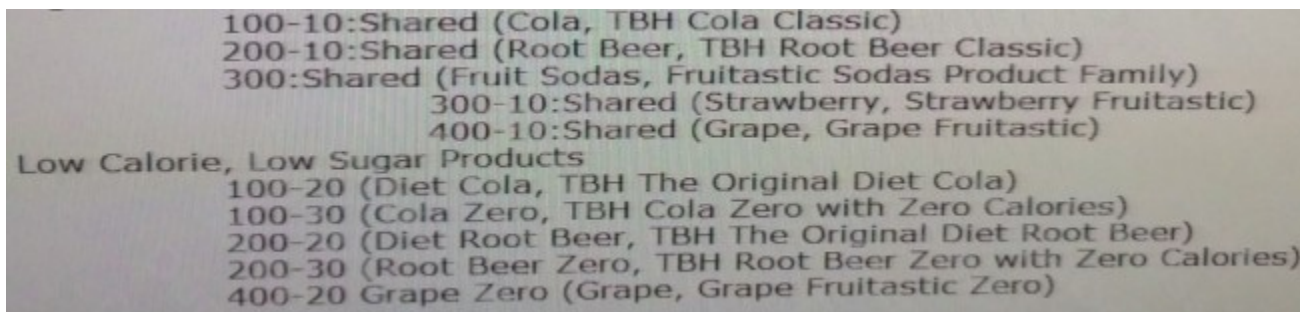 100-10:Shared (Cola, TBH Cola Classic)
200-10:Shared (Root Beer, TBH Root Beer Classic)
300:Shared (Fruit Sodas, Fruitastic Sodas Product Family)
300-10:Shared (Strawberry, Strawberry Fruitastic)
400-10:Shared (Grape, Grape Fruitastic)
Low Calorie, Low Sugar Products
100-20 (Diet Cola, TBH The Original Diet Cola)
100-30 (Cola Zero, TBH Cola Zero with Zero Calories)
200-20 (Diet Root Beer, TBH The Original Diet Root Beer)
200-30 (Root Beer Zero, TBH Root Beer Zero with Zero Calories)
400-20 Grape Zero (Grape, Grape Fruitastic Zero)